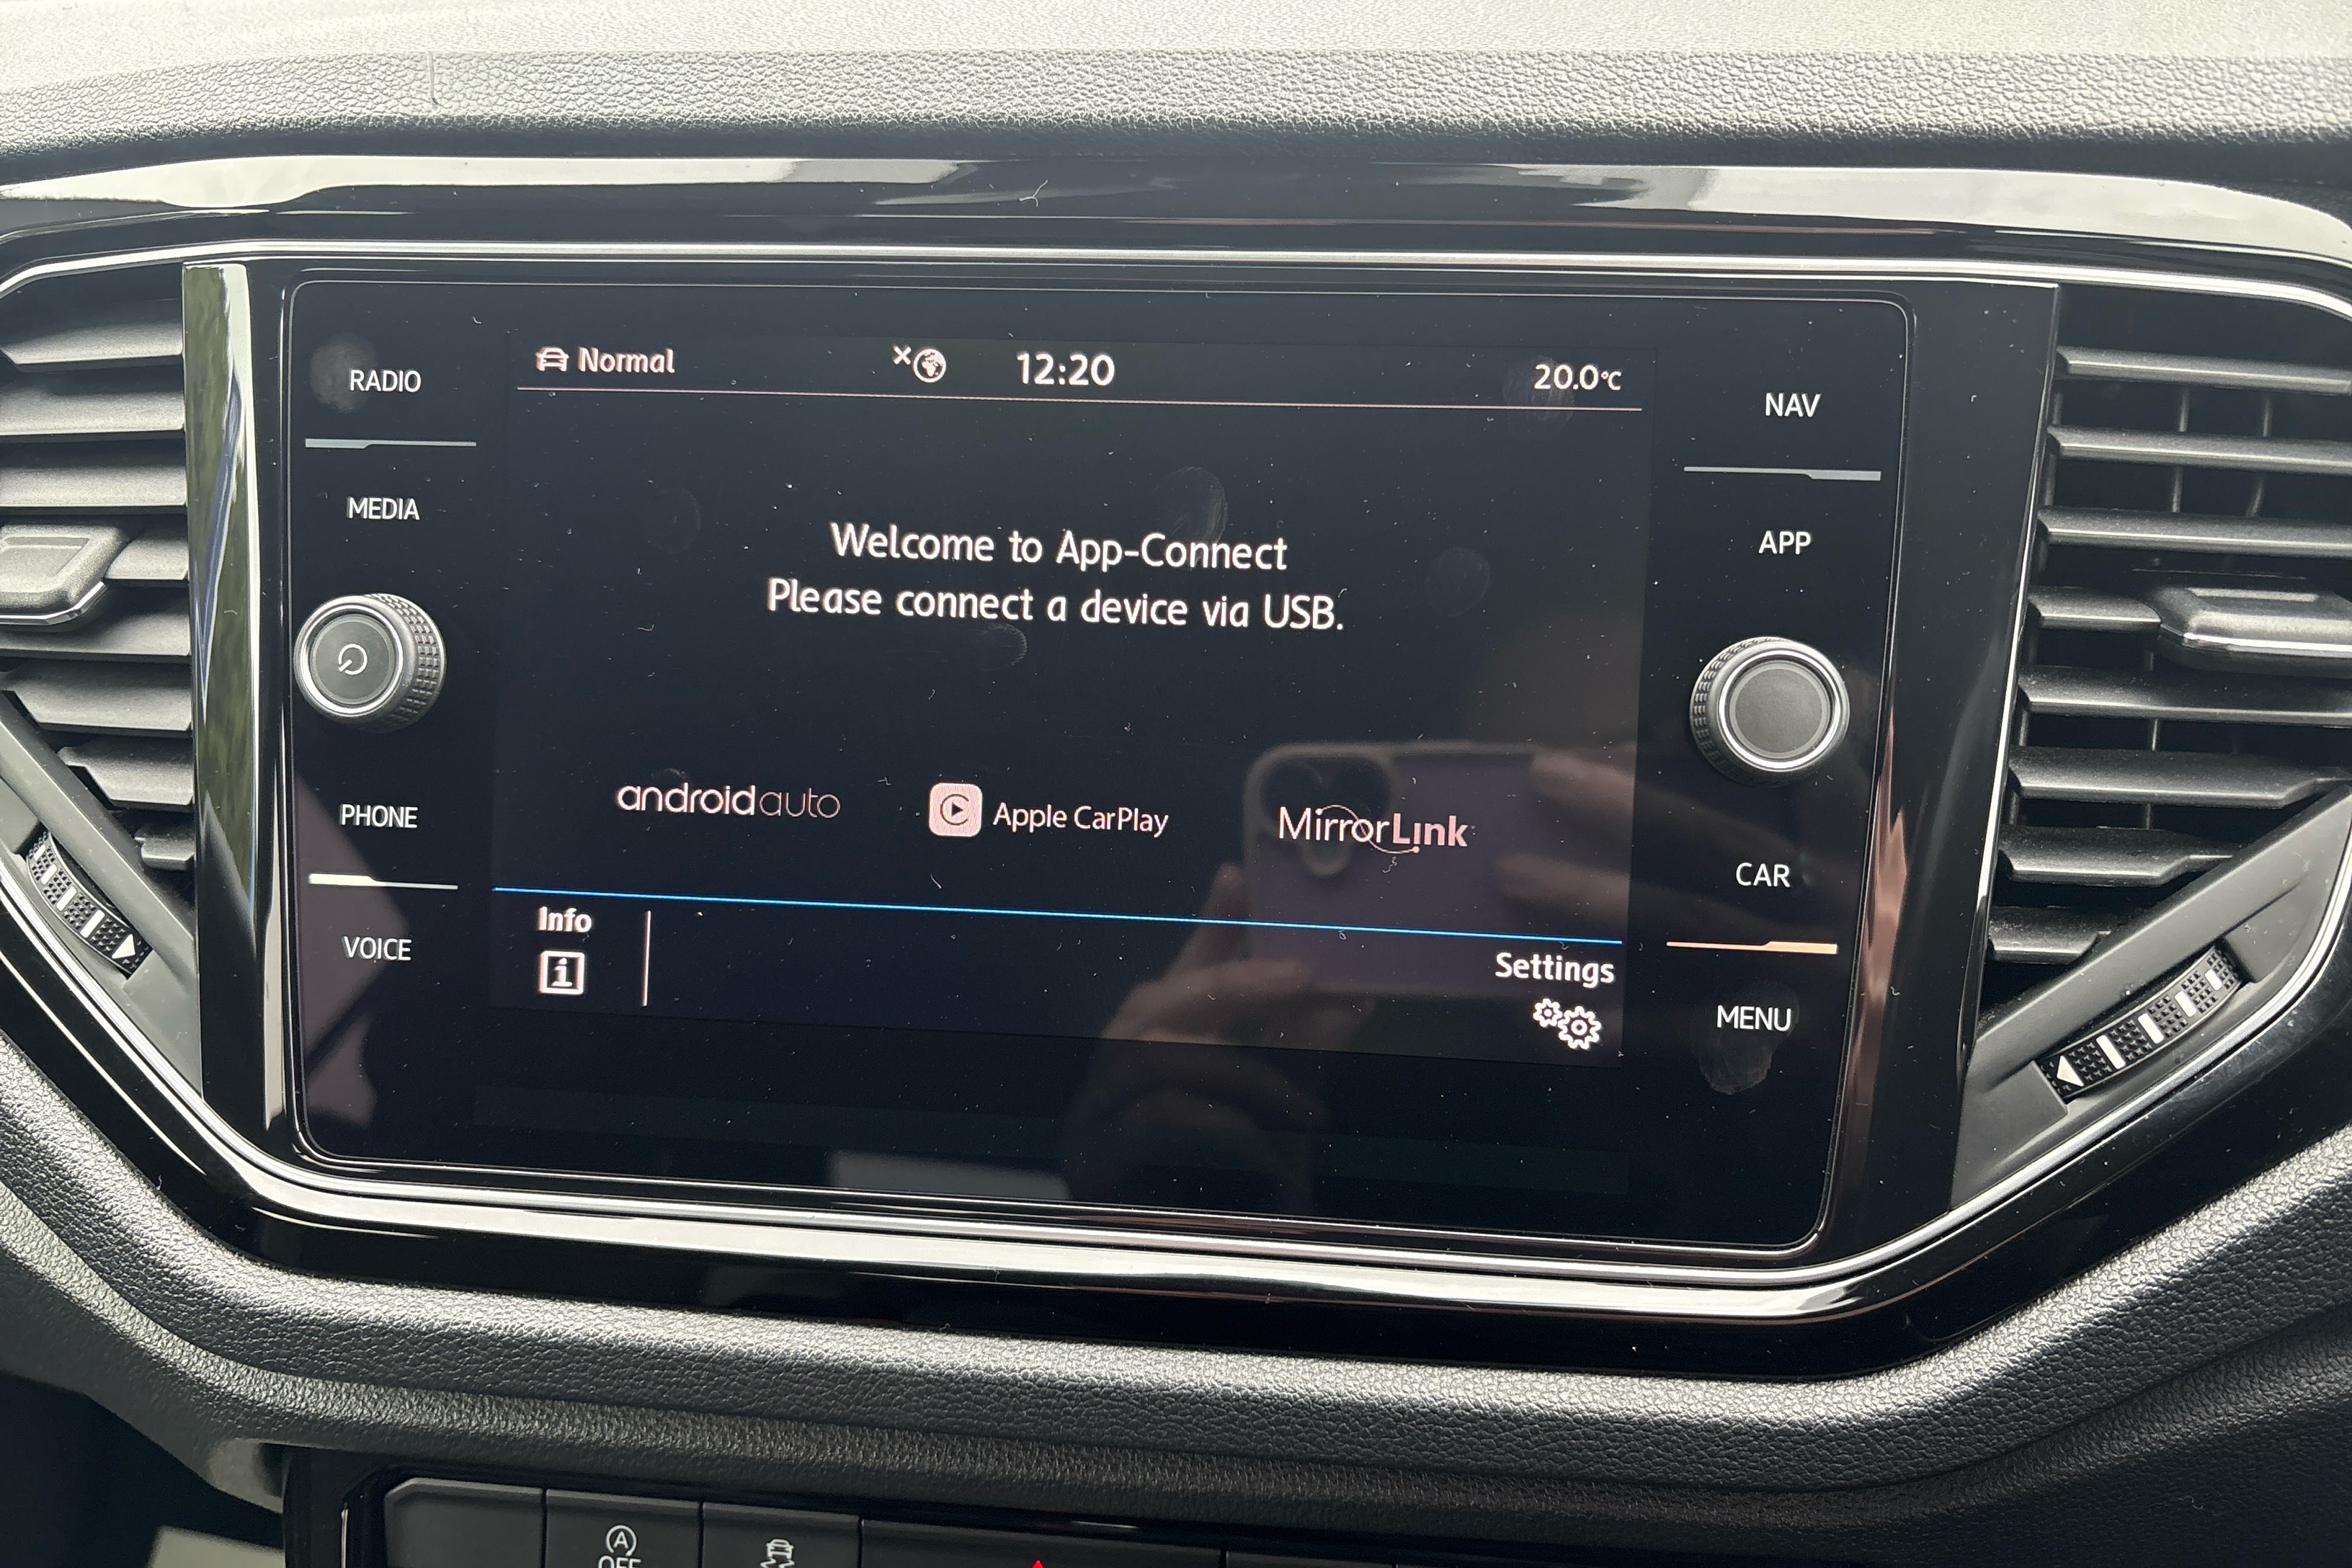 RADIO
MEDIA
PHONE
VOICE
Normal
12:20
20.0°C
Welcome to App-Connect
Please connect a device via USB.
androidauto
Apple CarPlay
MirrorLink
Info
i
Settings
NAV
APP
CAR
MENU
A
OFF